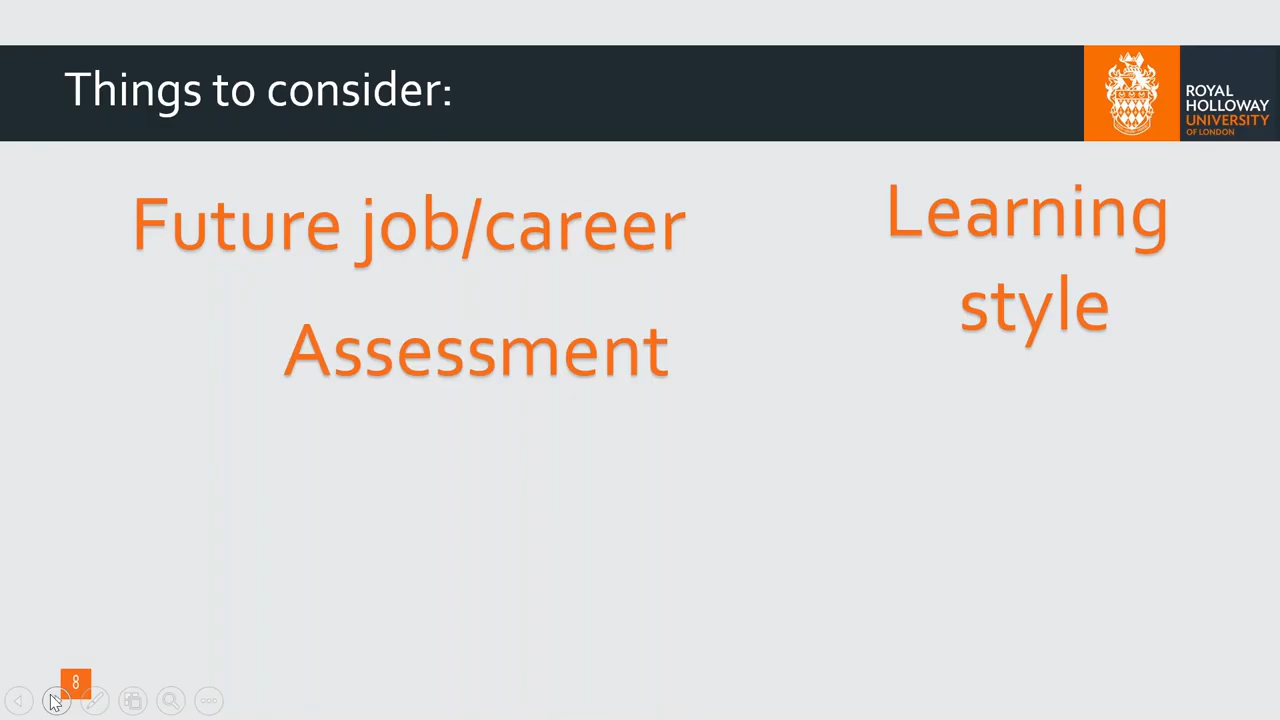 Things to consider:
ROYAL
HOLLOWAY
UNIVERSITY
OF LONDON
Future job/career
Learning
style
Assessment
8